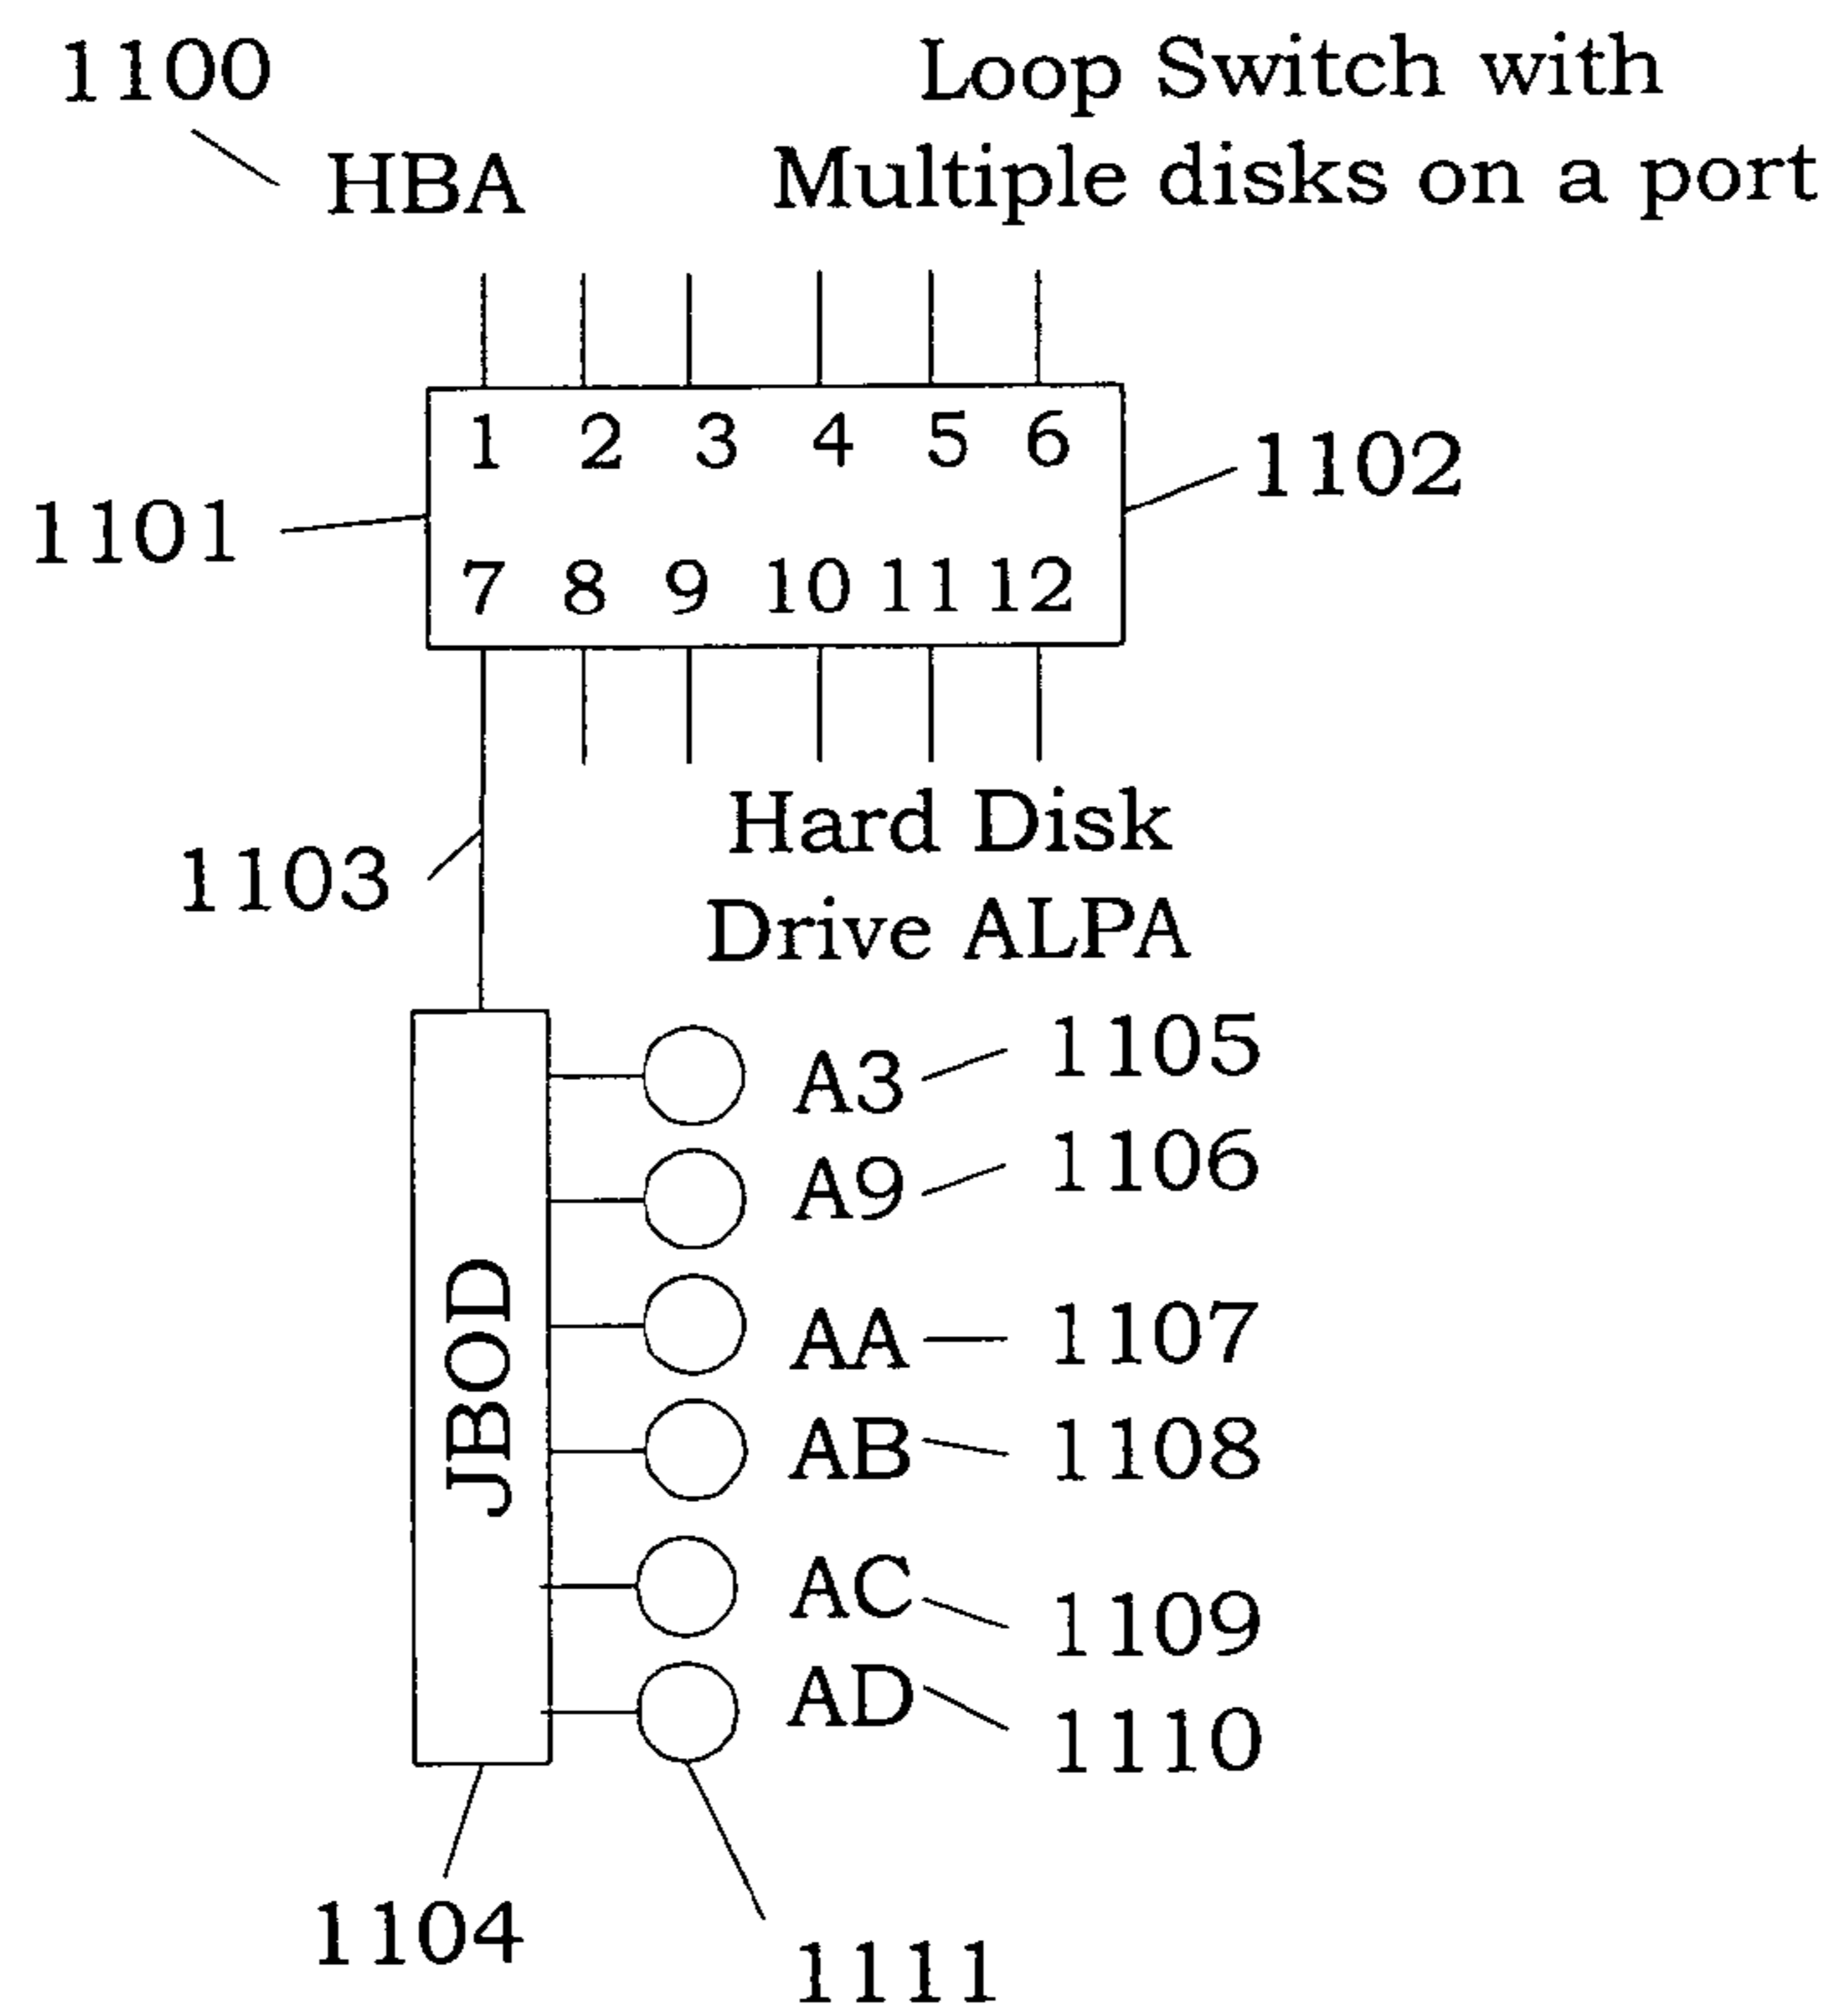 1100
HBA
Loop Switch with
Multiple disks on a port
1 2 3 4 5 6
1101
1102
7 8 9 10 11 12
1103
Hard Disk
Drive ALPA
JBOD
A3 1105
A9 1106
AA 1107
AB 1108
AC 1109
AD 1110
1104
1111